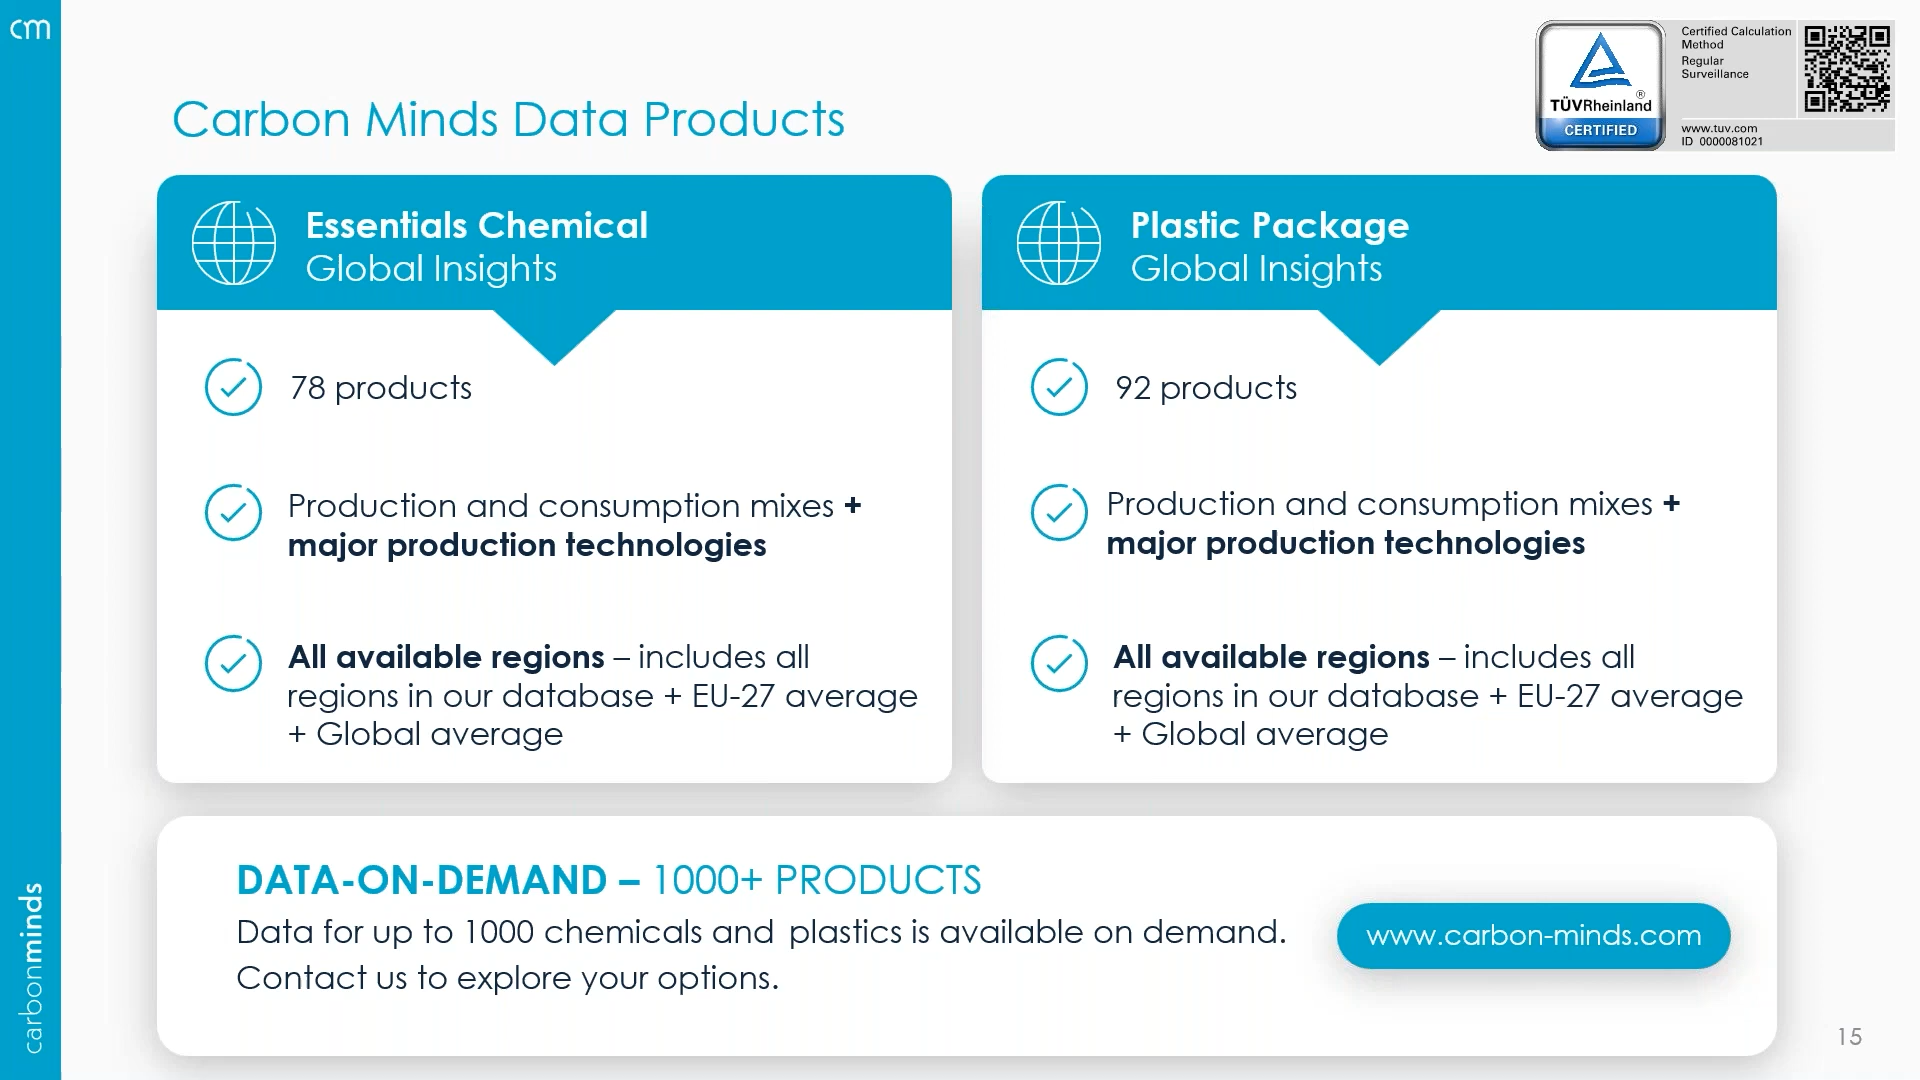 cm
Certified Calculation
Method
Regular
Surveillance
TÜVRheinland®
CERTIFIED
www.tuv.com
ID 0000081021
Carbon Minds Data Products
Essentials Chemical
Global Insights
78 products
Production and consumption mixes +
major production technologies
All available regions – includes all
regions in our database + EU-27 average
+ Global average
Plastic Package
Global Insights
92 products
Production and consumption mixes +
major production technologies
All available regions – includes all
regions in our database + EU-27 average
+ Global average
DATA-ON-DEMAND – 1000+ PRODUCTS
Data for up to 1000 chemicals and plastics is available on demand.
Contact us to explore your options.
www.carbon-minds.com
carbonminds
15